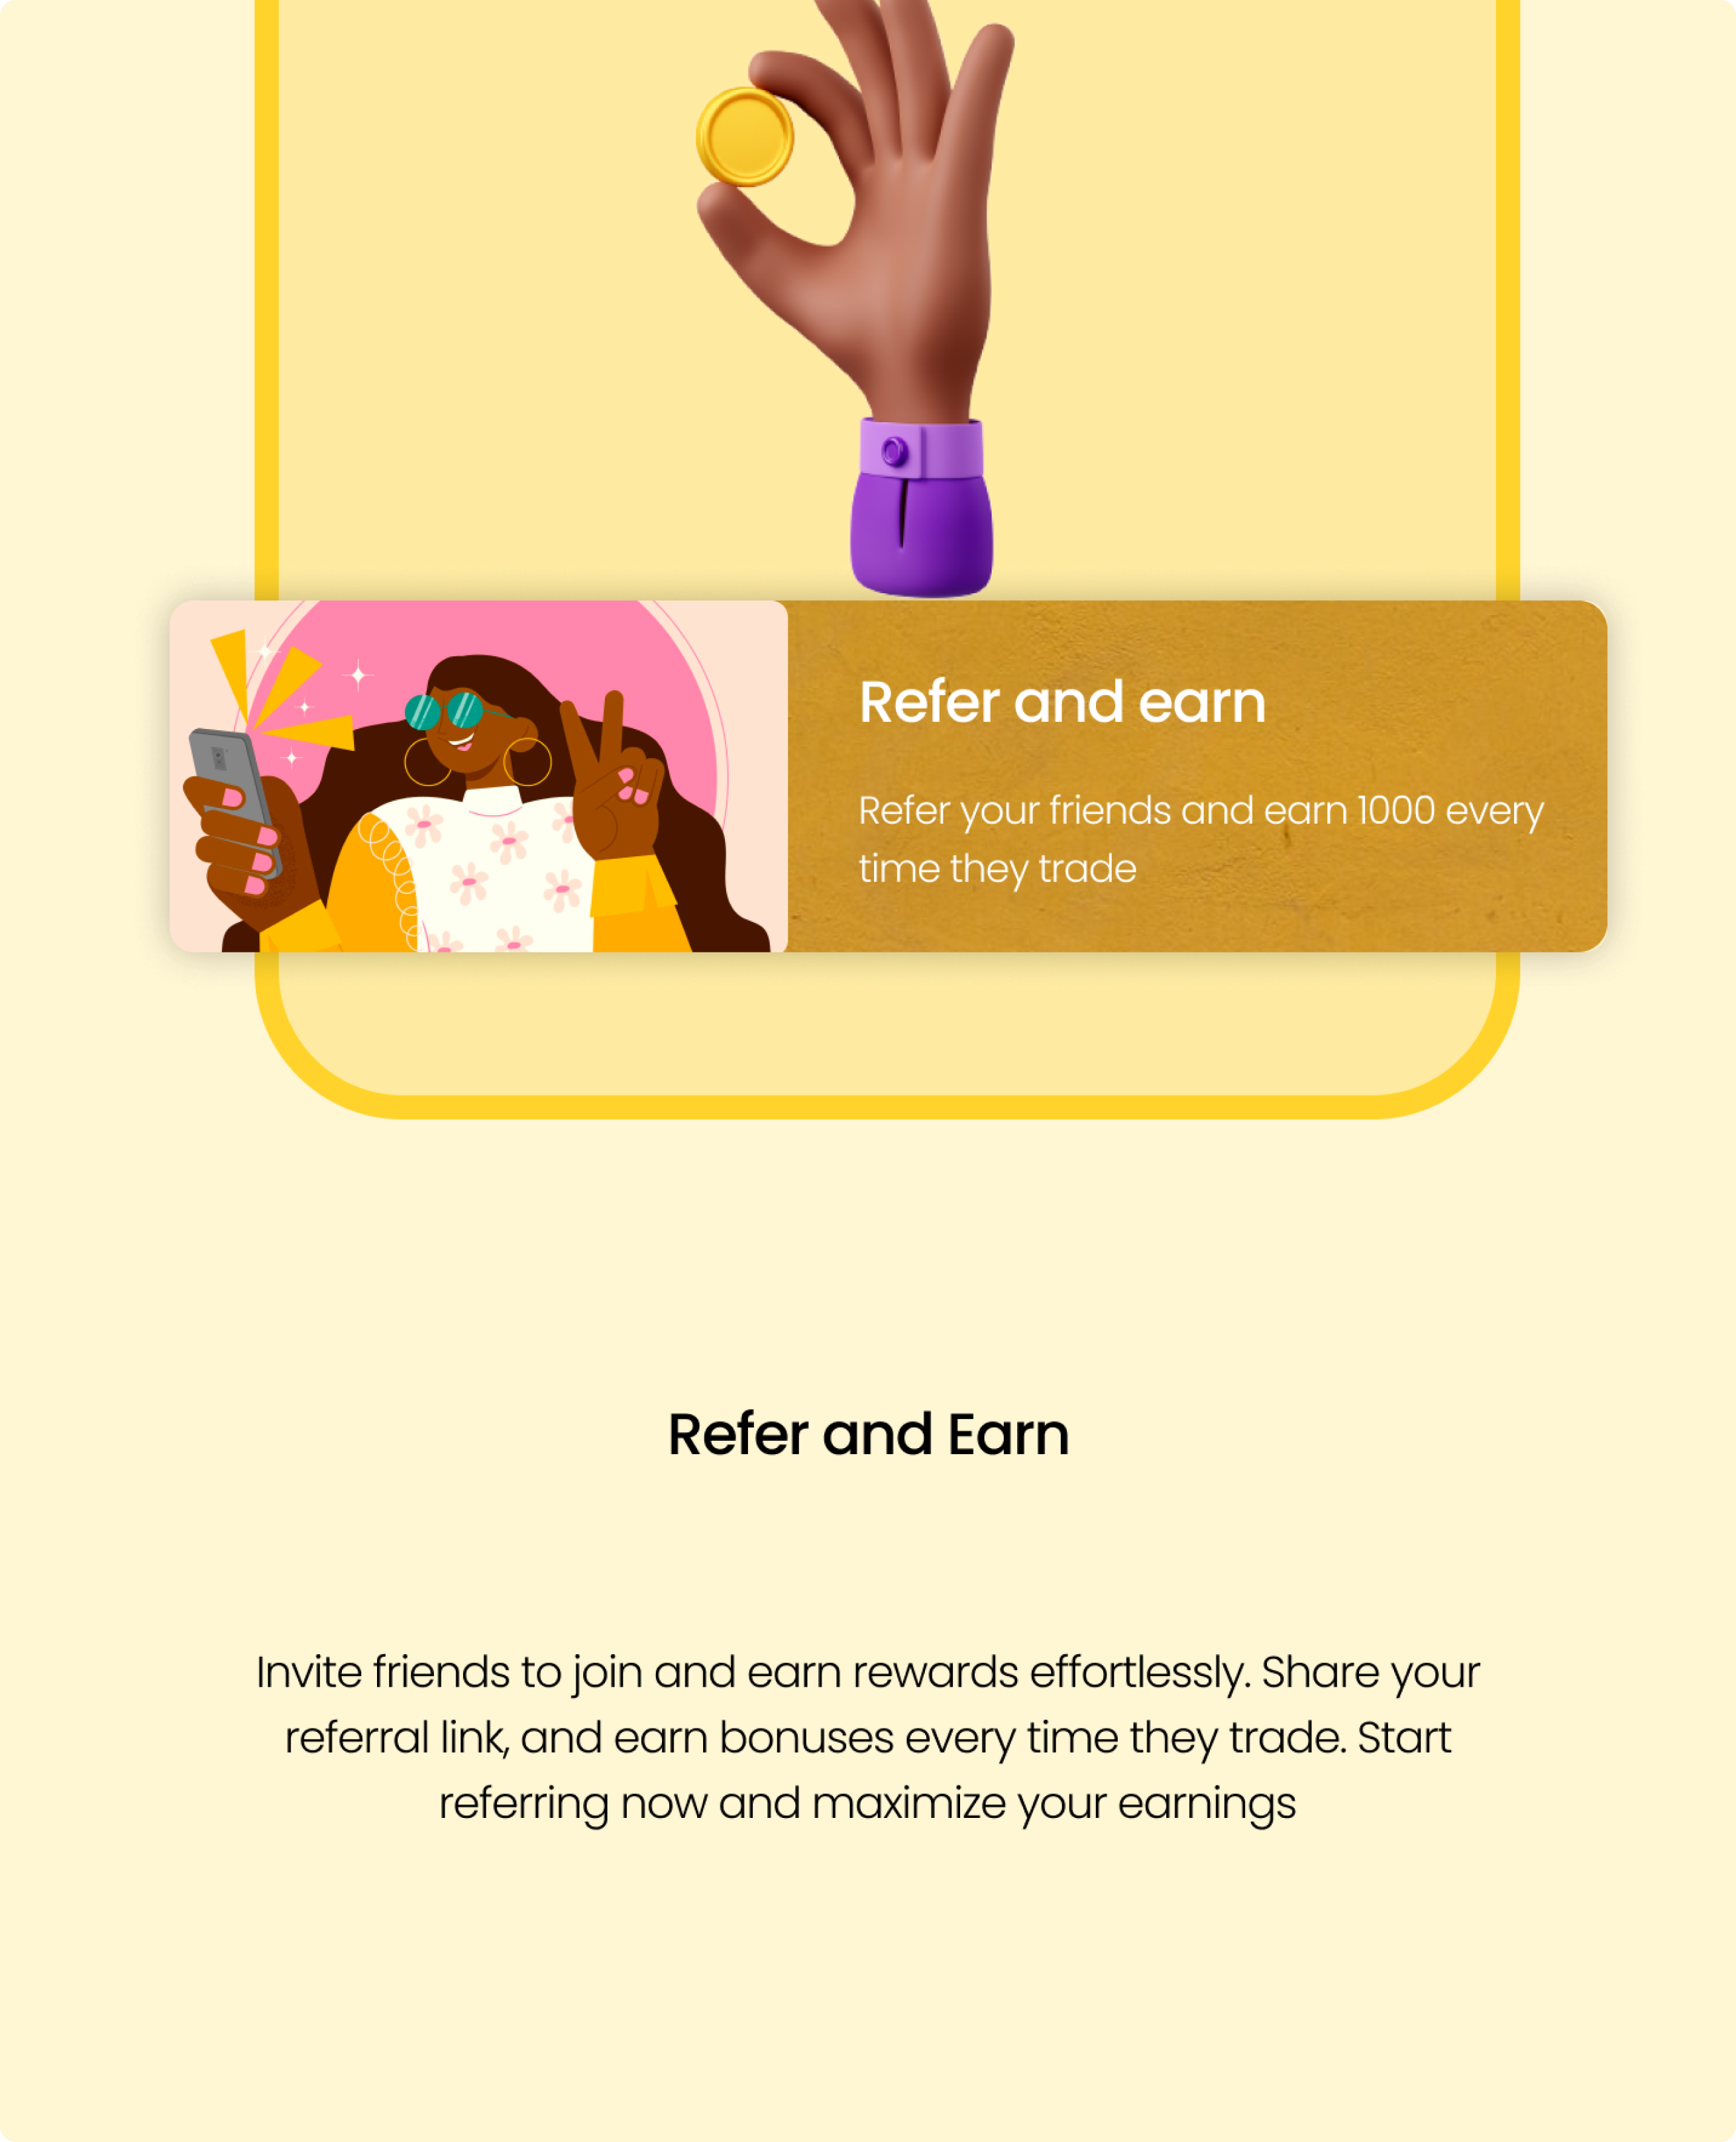 Refer and earn
Refer your friends and earn 1000 every
time they trade
Refer and Earn
Invite friends to join and earn rewards effortlessly. Share your
referral link, and earn bonuses every time they trade. Start
referring now and maximize your earnings